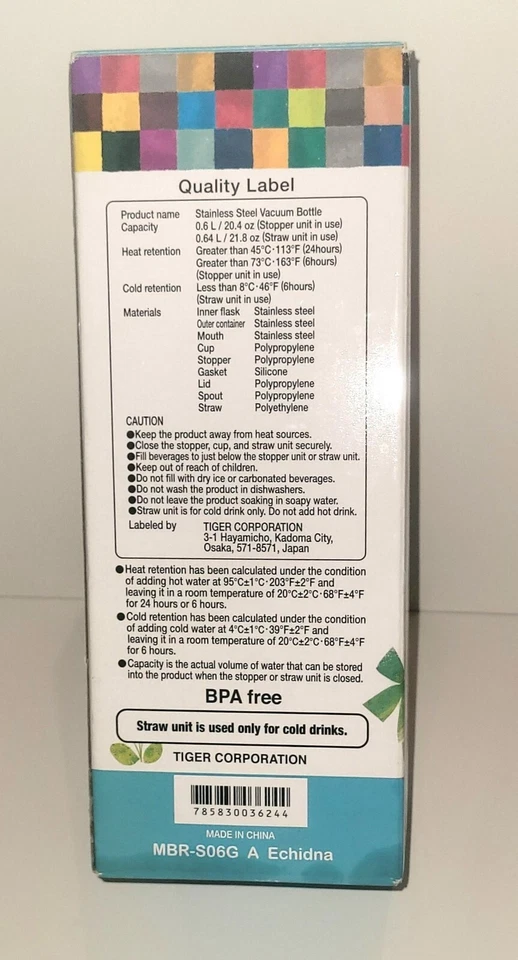 Quality Label
Product name Stainless Steel Vacuum Bottle
Capacity 0.6 L / 20.4 oz (Stopper unit in use)
0.64 L / 21.8 oz (Straw unit in use)
Heat retention Greater than 45°C·113°F (24hours)
Greater than 73°C·163°F (6hours)
(Stopper unit in use)
Cold retention Less than 8°C·46°F (6hours)
(Straw unit in use)
Materials Inner flask Stainless steel
Outer container Stainless steel
Mouth Stainless steel
Cup Polypropylene
Stopper Polypropylene
Gasket Silicone
Lid Polypropylene
Spout Polypropylene
Straw Polyethylene
CAUTION
●Keep the product away from heat sources.
●Close the stopper, cup, and straw unit securely.
●Fill beverages to just below the stopper unit or straw unit.
●Keep out of reach of children.
●Do not fill with dry ice or carbonated beverages.
●Do not wash the product in dishwashers.
●Do not leave the product soaking in soapy water.
●Straw unit is for cold drink only. Do not add hot drink.
Labeled by TIGER CORPORATION
3-1 Hayamicho, Kadoma City,
Osaka, 571-8571, Japan
●Heat retention has been calculated under the condition
of adding hot water at 95°C±1°C·203°F±2°F and
leaving it in a room temperature of 20°C±2°C·68°F±4°F
for 24 hours or 6 hours.
●Cold retention has been calculated under the condition
of adding cold water at 4°C±1°C·39°F±2°F and
leaving it in a room temperature of 20°C±2°C·68°F±4°F
for 6 hours.
●Capacity is the actual volume of water that can be stored
into the product when the stopper or straw unit is closed.
BPA free
Straw unit is used only for cold drinks.
TIGER CORPORATION
785830036244
MADE IN CHINA
MBR-S06G A Echidna